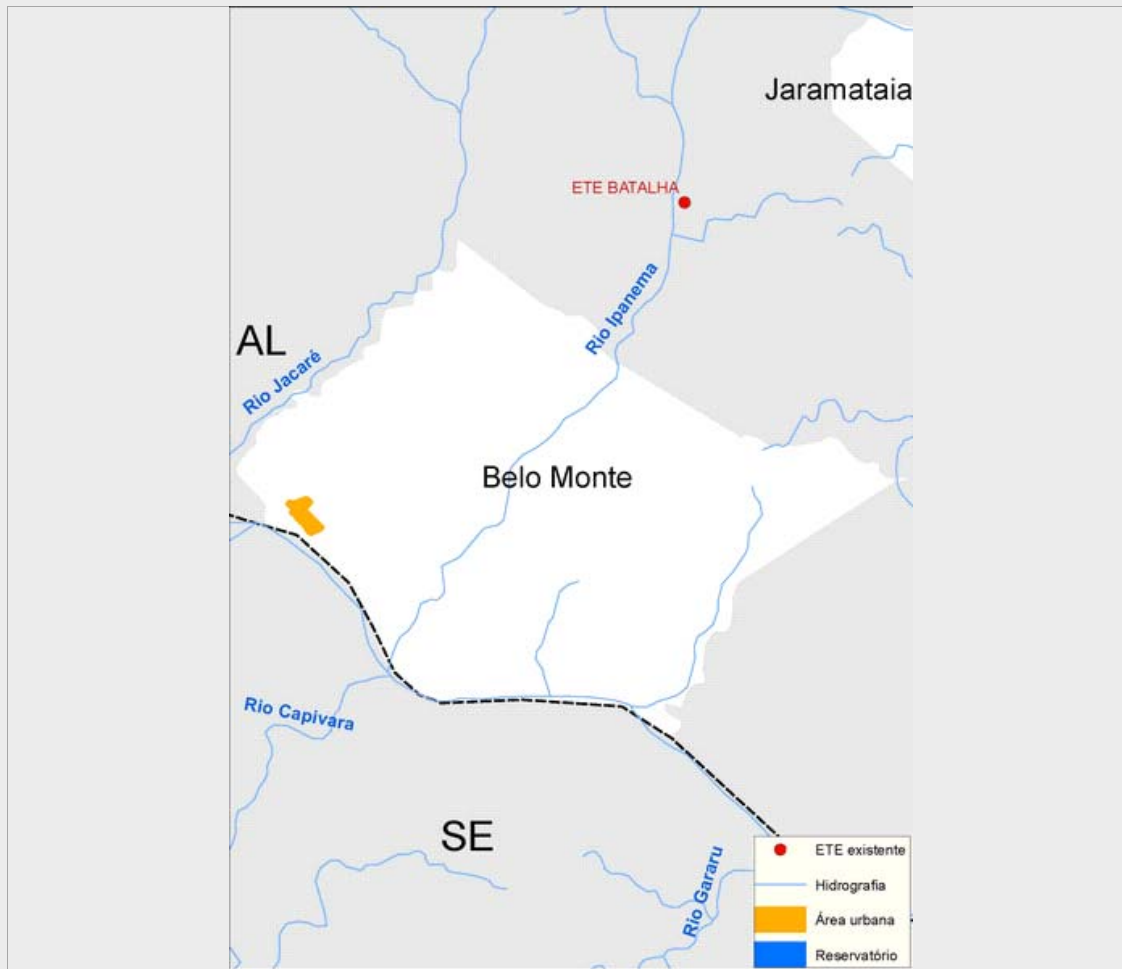 Jaramataia
ETE BATALHA
Rio Ipanema
AL
Rio Jacaré
Belo Monte
Rio Capivara
SE
Rio Gararu
ETE existente
Hidrografia
Área urbana
Reservatório